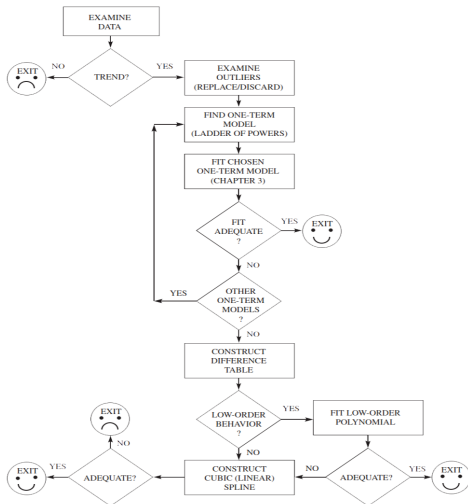 EXAMINE
DATA
TREND?
NO
EXIT
YES
EXAMINE
OUTLIERS
(REPLACE/DISCARD)
FIND ONE-TERM
MODEL
(LADDER OF POWERS)
FIT CHOSEN
ONE-TERM MODEL
(CHAPTER 3)
FIT
ADEQUATE
?
YES
EXIT
NO
OTHER
ONE-TERM
MODELS
?
YES
NO
CONSTRUCT
DIFFERENCE
TABLE
LOW-ORDER
BEHAVIOR
?
YES
FIT LOW-ORDER
POLYNOMIAL
NO
ADEQUATE?
YES
EXIT
NO
CONSTRUCT
CUBIC (LINEAR)
SPLINE
ADEQUATE?
NO
EXIT
YES
EXIT